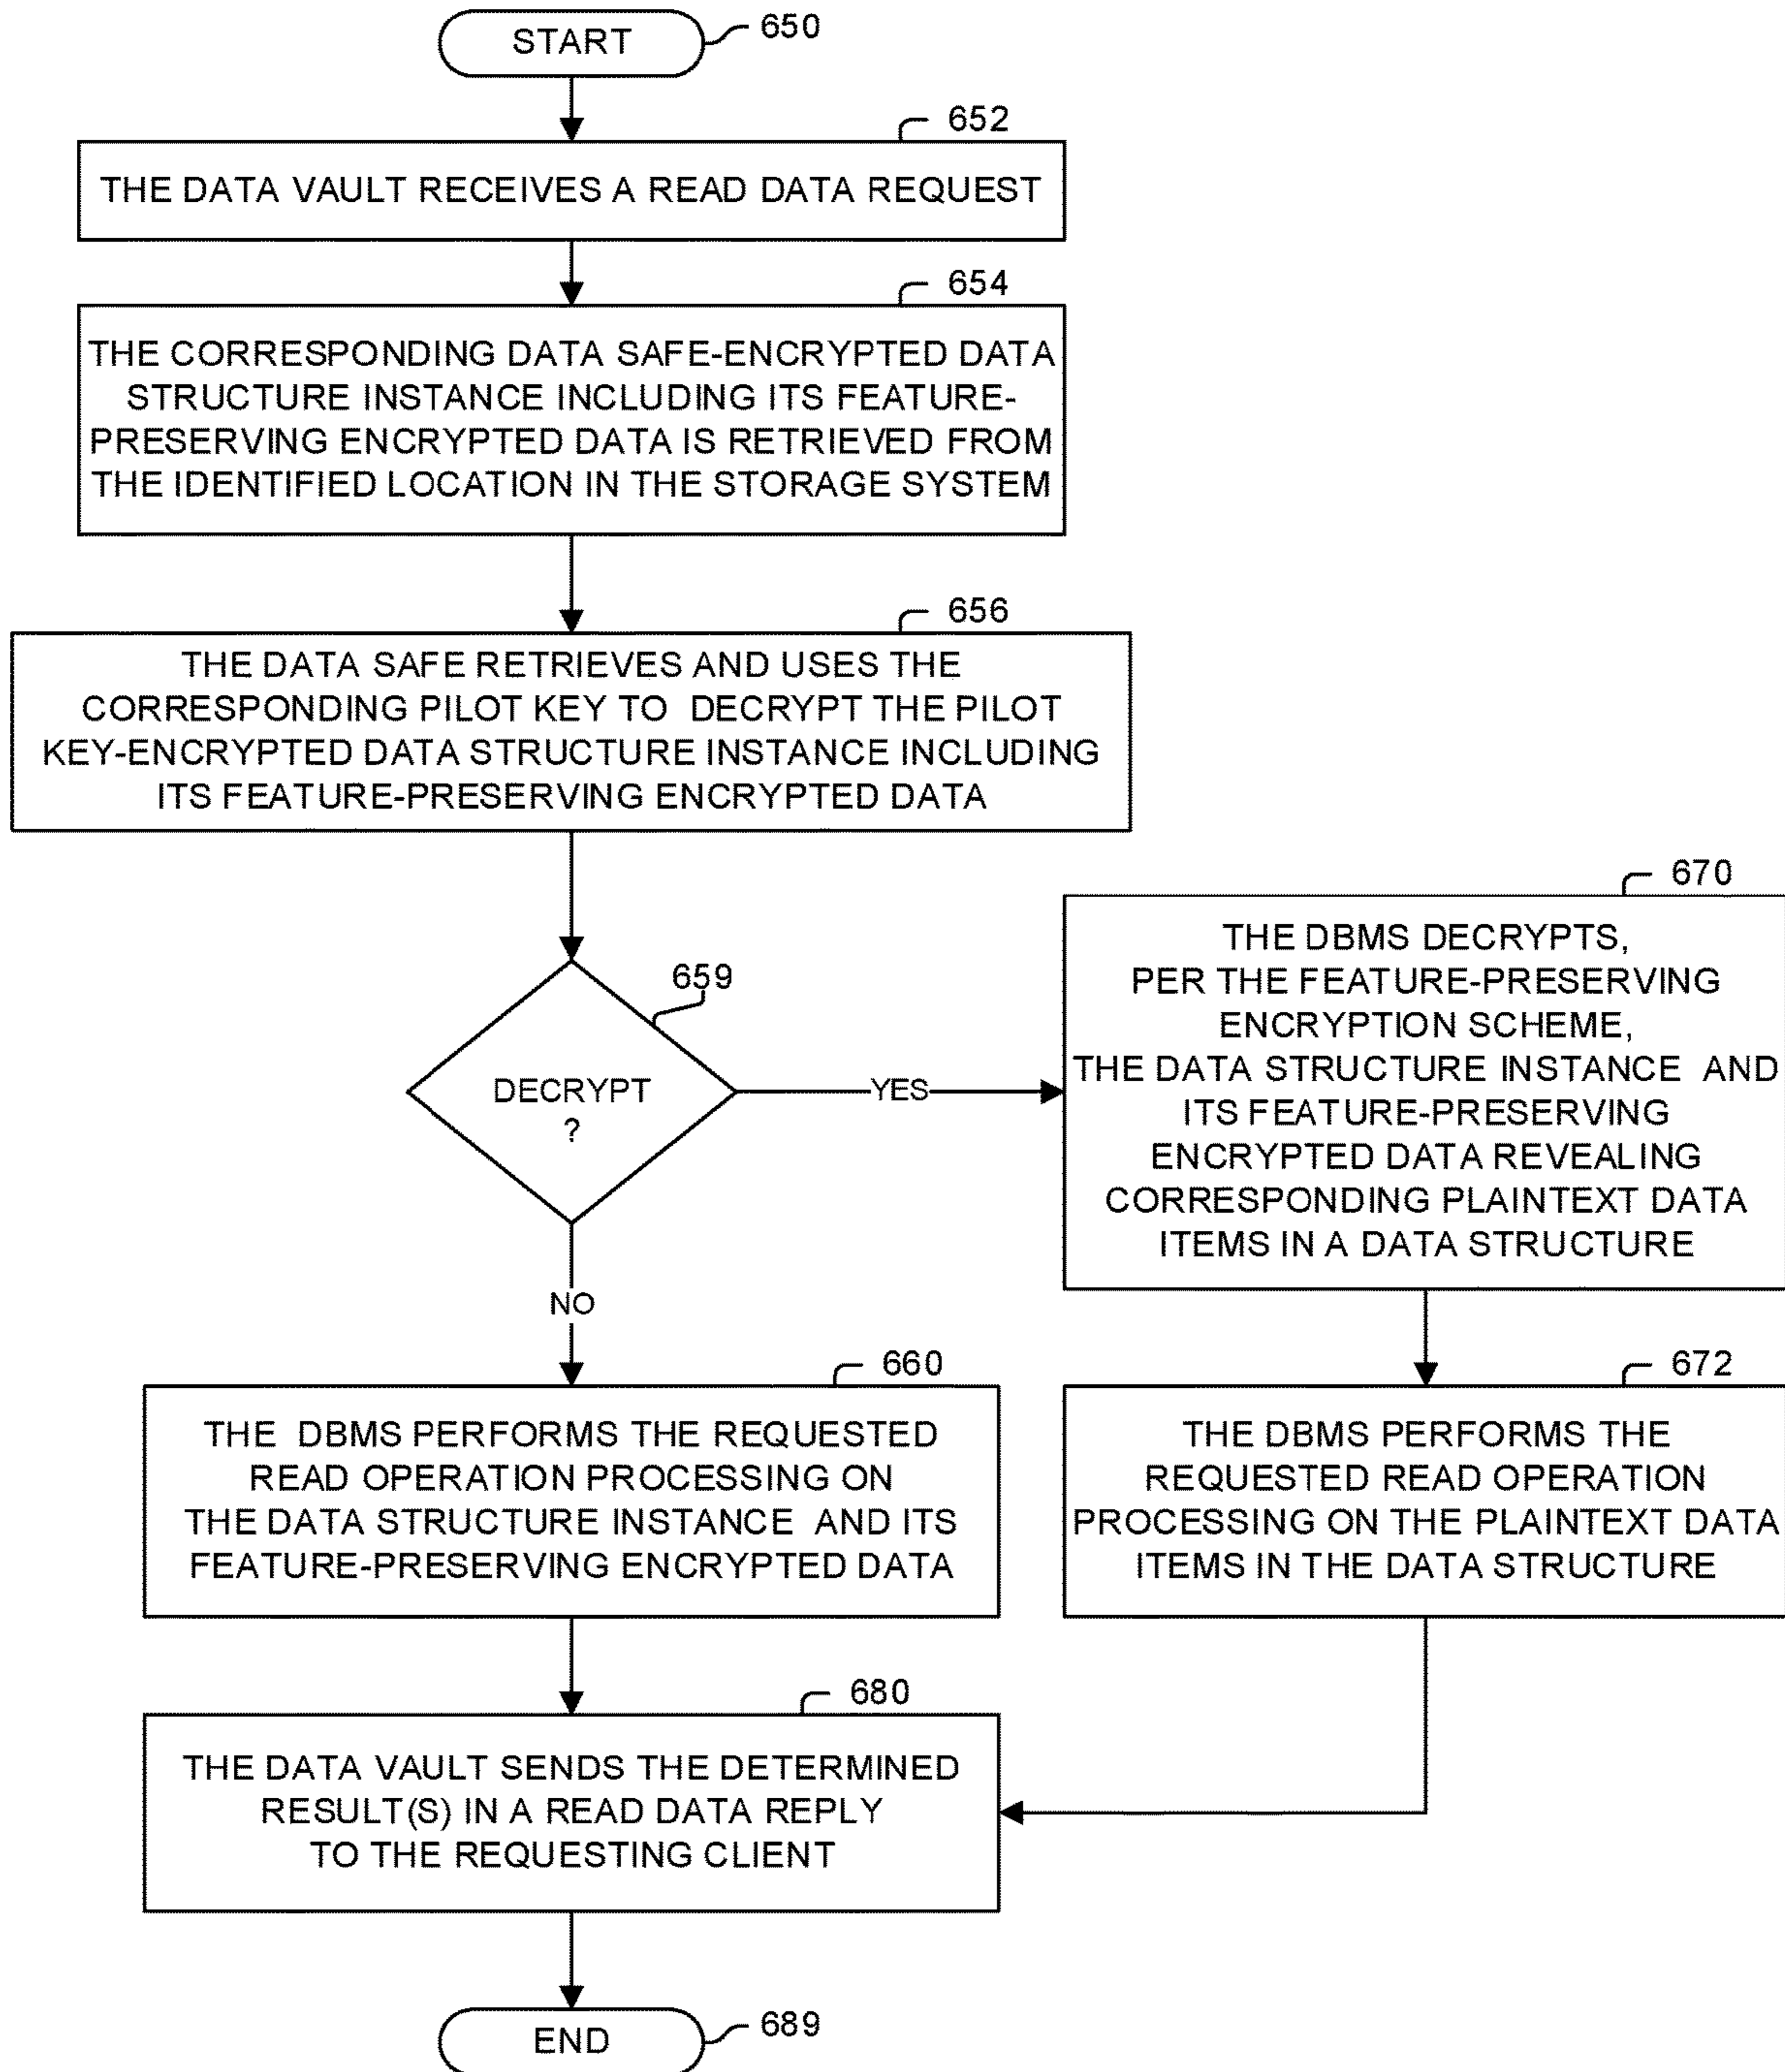 START
650
652
THE DATA VAULT RECEIVES A READ DATA REQUEST
654
THE CORRESPONDING DATA SAFE-ENCRYPTED DATA
STRUCTURE INSTANCE INCLUDING ITS FEATURE-
PRESERVING ENCRYPTED DATA IS RETRIEVED FROM
THE IDENTIFIED LOCATION IN THE STORAGE SYSTEM
656
THE DATA SAFE RETRIEVES AND USES THE
CORRESPONDING PILOT KEY TO DECRYPT THE PILOT
KEY-ENCRYPTED DATA STRUCTURE INSTANCE INCLUDING
ITS FEATURE-PRESERVING ENCRYPTED DATA
659
DECRYPT
?
YES
670
THE DBMS DECRYPTS,
PER THE FEATURE-PRESERVING
ENCRYPTION SCHEME,
THE DATA STRUCTURE INSTANCE AND
ITS FEATURE-PRESERVING
ENCRYPTED DATA REVEALING
CORRESPONDING PLAINTEXT DATA
ITEMS IN A DATA STRUCTURE
NO
660
THE DBMS PERFORMS THE REQUESTED
READ OPERATION PROCESSING ON
THE DATA STRUCTURE INSTANCE AND ITS
FEATURE-PRESERVING ENCRYPTED DATA
672
THE DBMS PERFORMS THE
REQUESTED READ OPERATION
PROCESSING ON THE PLAINTEXT DATA
ITEMS IN THE DATA STRUCTURE
680
THE DATA VAULT SENDS THE DETERMINED
RESULT(S) IN A READ DATA REPLY
TO THE REQUESTING CLIENT
END
689